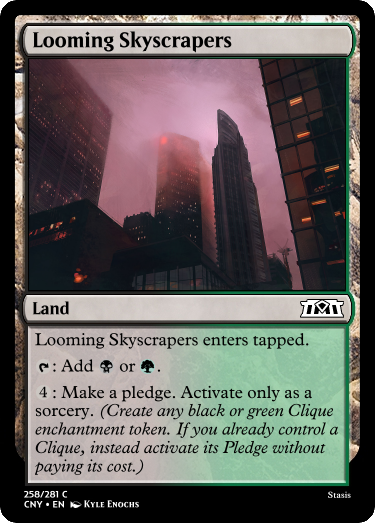 Looming Skyscrapers
Land
Looming Skyscrapers enters tapped.
: Add or .
4 : Make a pledge. Activate only as a
sorcery. (Create any black or green Clique
enchantment token. If you already control a
Clique, instead activate its Pledge without
paying its cost.)
258/281 C
Stasis
CNY • EN Kyle Enochs